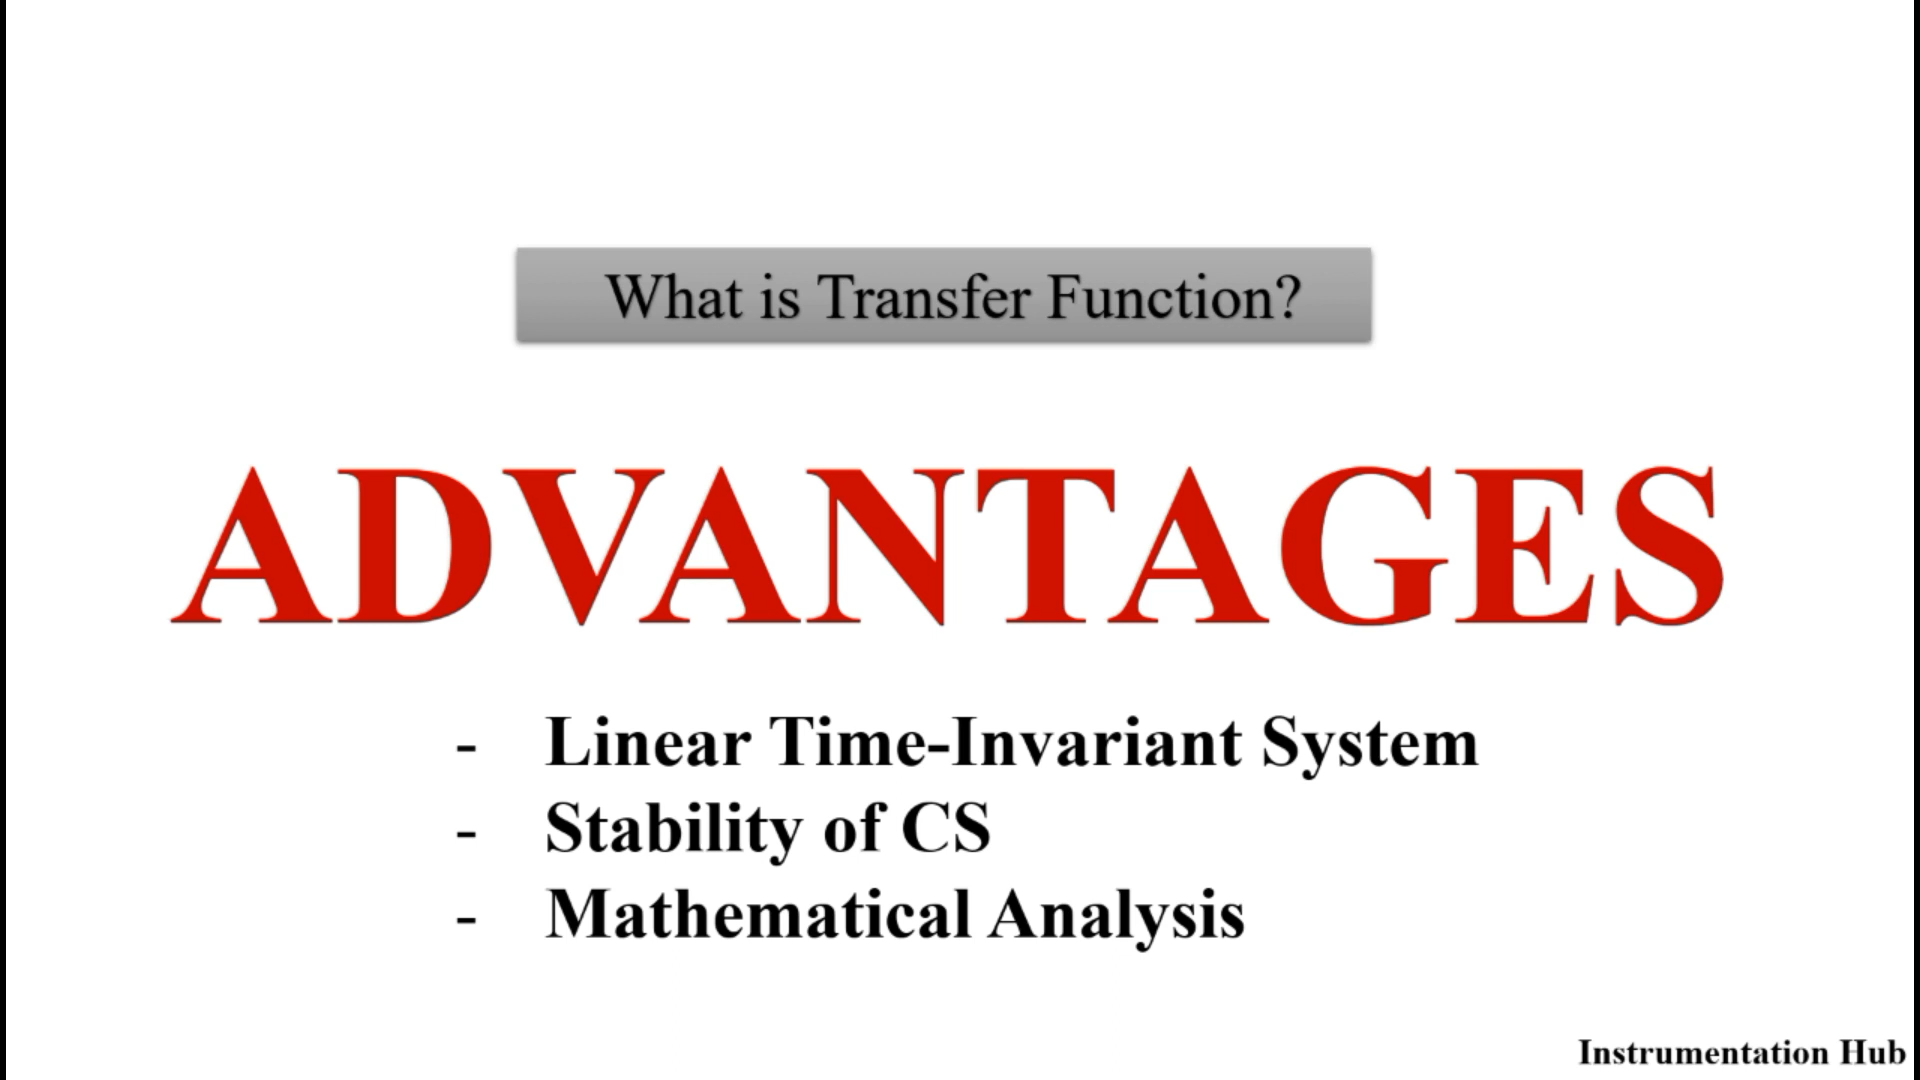 What is Transfer Function?
ADVANTAGES
- Linear Time-Invariant System
- Stability of CS
- Mathematical Analysis
Instrumentation Hub